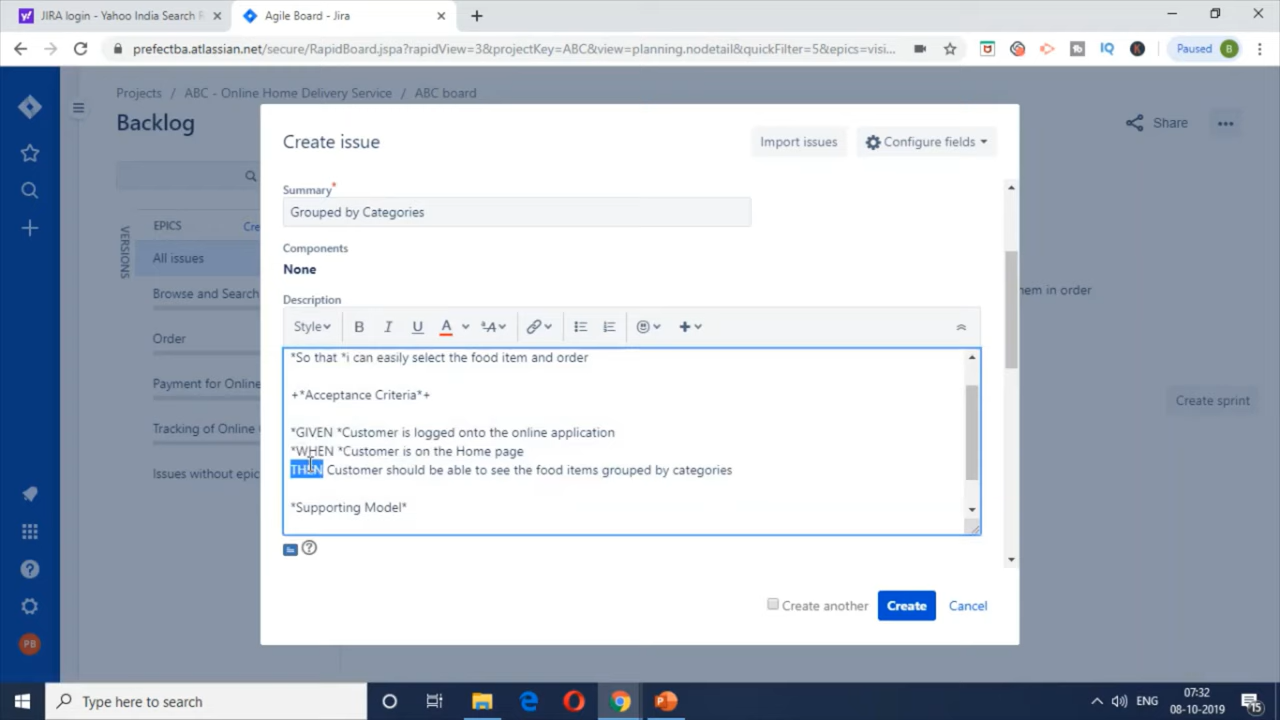 JIRA login - Yahoo India Search R
Agile Board - Jira
prefectba.atlassian.net/secure/RapidBoard.jspa?rapidView=3&projectKey=ABC&view=planning.nodetail&quickFilter=5&epics=visi...
IQ
K
Paused
B
Projects / ABC - Online Home Delivery Service / ABC board
Backlog
Share
VERSIONS
EPICS
Cre
All issues
Browse and Search
Order
Payment for Online
Tracking of Online
Issues without epic
em in order
Create sprint
PB
Create issue
Import issues
Configure fields
Summary*
Grouped by Categories
Components
None
Description
Style
B
I
U
A
*So that *i can easily select the food item and order
+*Acceptance Criteria*+
*GIVEN *Customer is logged onto the online application
*WHEN *Customer is on the Home page
THEN Customer should be able to see the food items grouped by categories
*Supporting Model*
Create another
Create
Cancel
Type here to search
ENG
07:32
08-10-2019
15